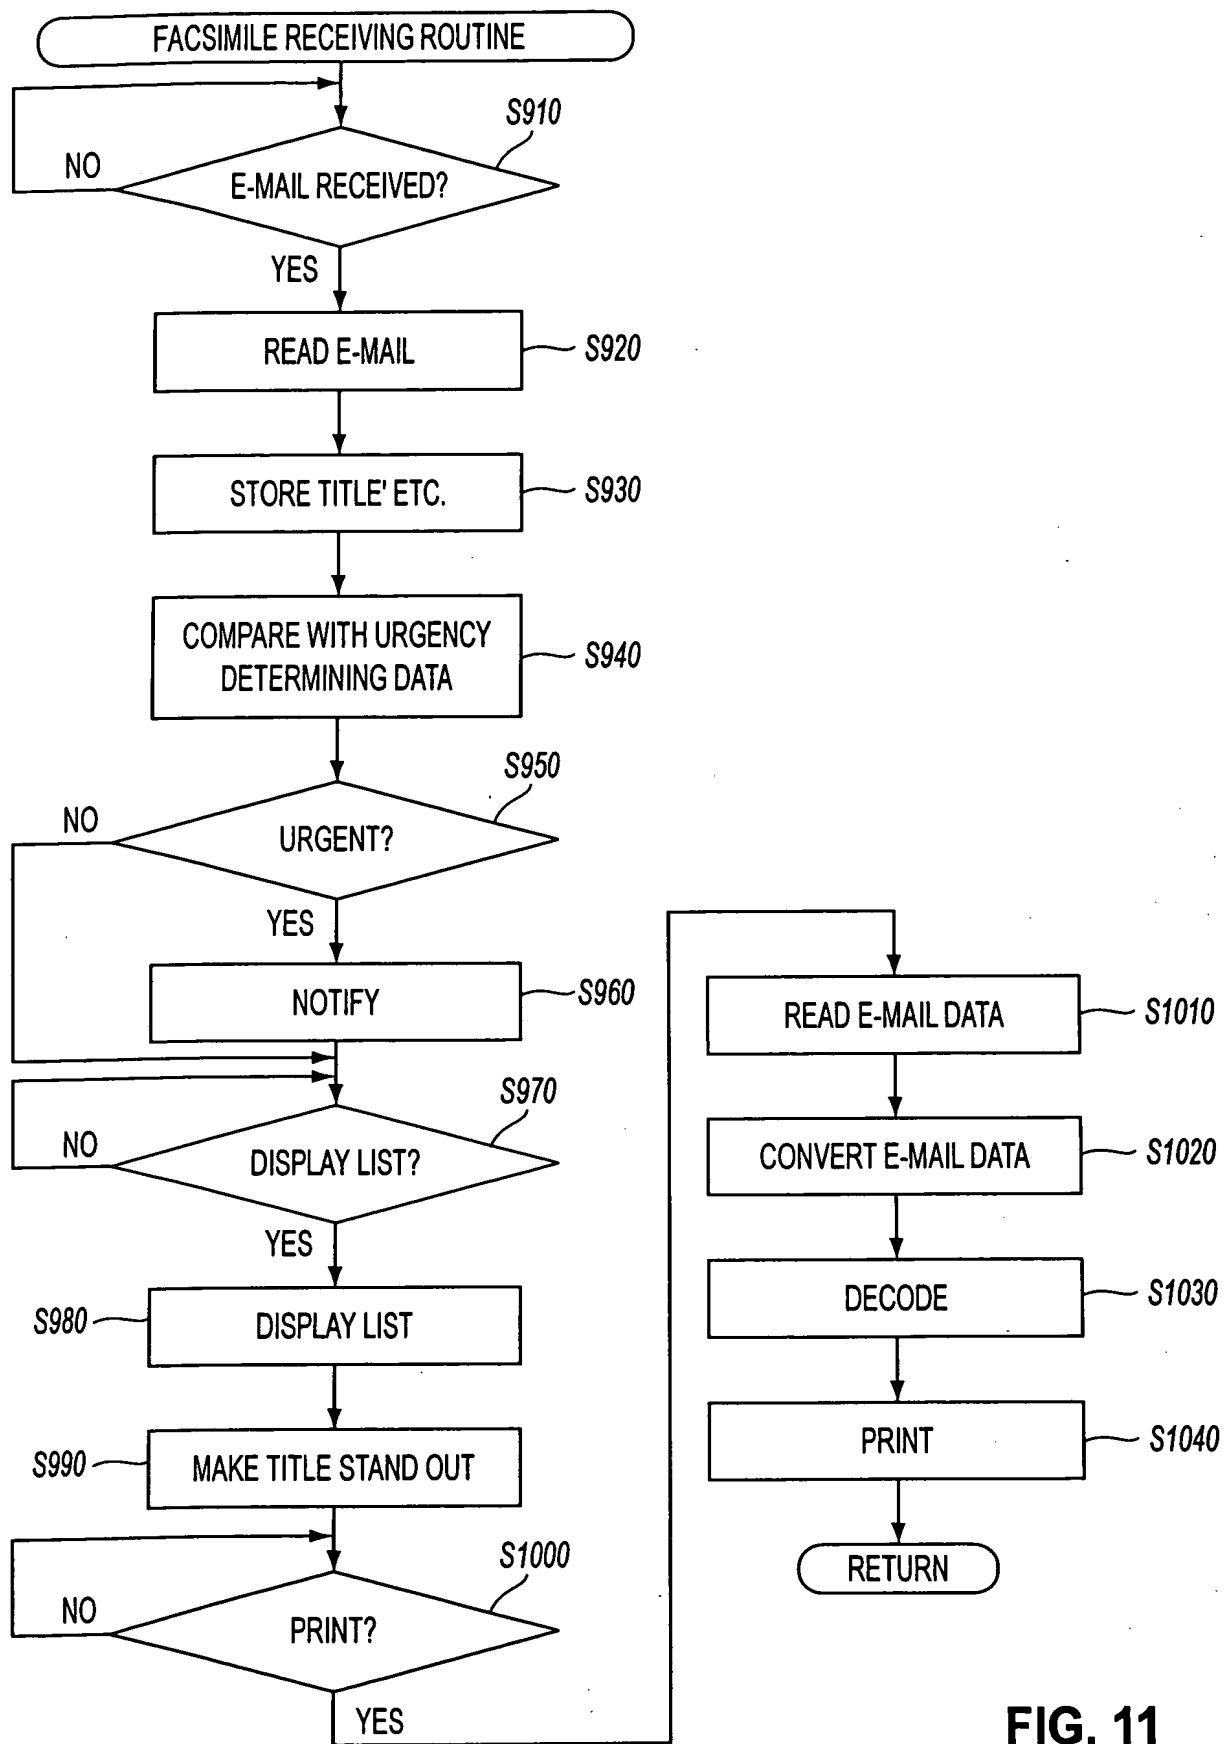 FACSIMILE RECEIVING ROUTINE
S910
NO
E-MAIL RECEIVED?
YES
READ E-MAIL
S920
STORE TITLE' ETC.
S930
COMPARE WITH URGENCY
DETERMINING DATA
S940
S950
NO
URGENT?
YES
NOTIFY
S960
S970
NO
DISPLAY LIST?
YES
S980
DISPLAY LIST
S990
MAKE TITLE STAND OUT
S1000
NO
PRINT?
YES
READ E-MAIL DATA
S1010
CONVERT E-MAIL DATA
S1020
DECODE
S1030
PRINT
S1040
RETURN
FIG. 11